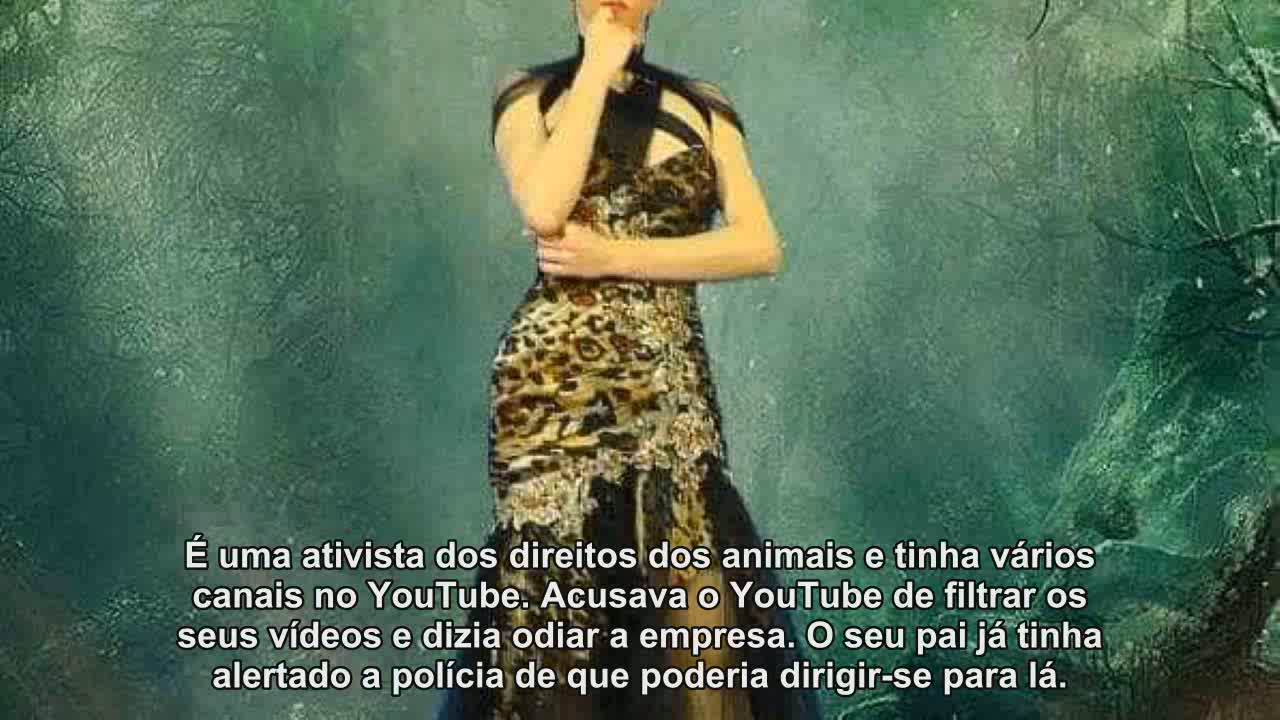 É uma ativista dos direitos dos animais e tinha vários
canais no YouTube. Acusava o YouTube de filtrar os
seus vídeos e dizia odiar a empresa. O seu pai já tinha
alertado a polícia de que poderia dirigir-se para lá.